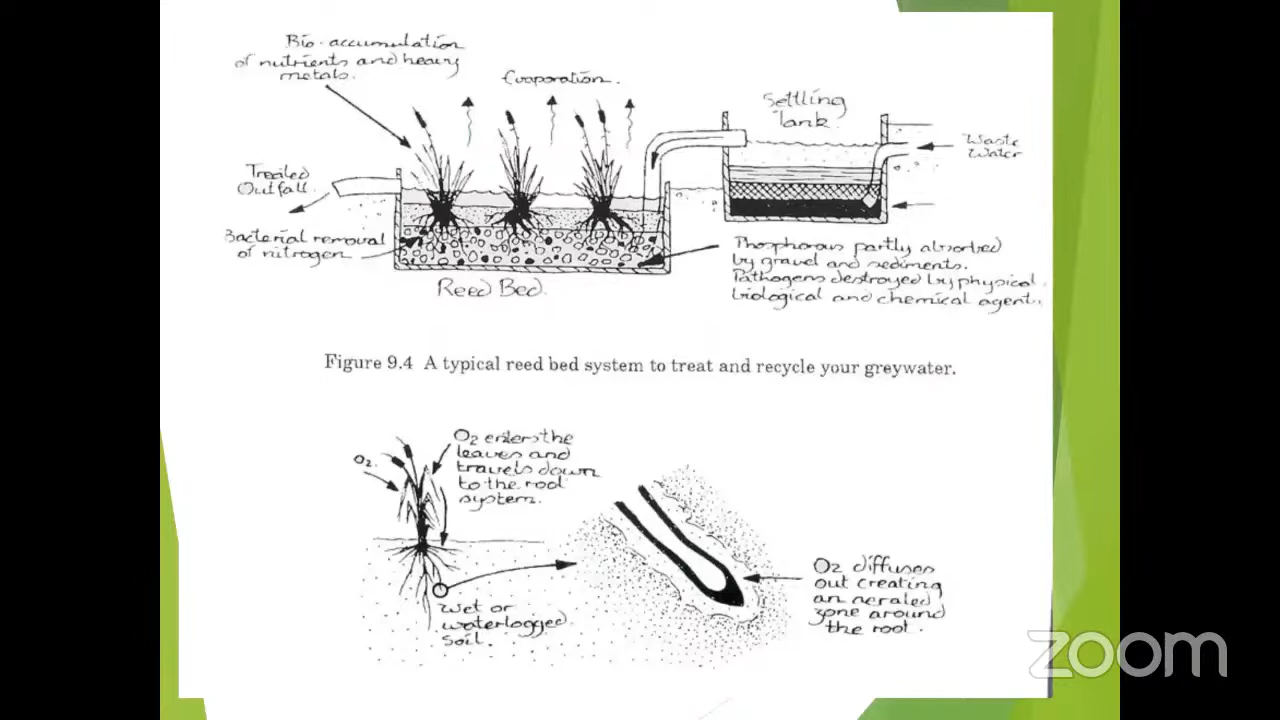 Bio-accumulation
of nutrients and heavy
metals.
Evaporation.
Settling
Tank.
Waste
Water
Treated
Outfall.
Bacterial removal
of nitrogen
Phosphorous partly absorbed
by gravel and sediments.
Pathogens destroyed by physical,
biological and chemical agents.
Reed Bed.
Figure 9.4 A typical reed bed system to treat and recycle your greywater.
O2.
O2 enters the
leaves and
travels down
to the root
system.
Wet or
waterlogged
soil.
O2 diffuses
out creating
an aerated
zone around
the root.
zoom